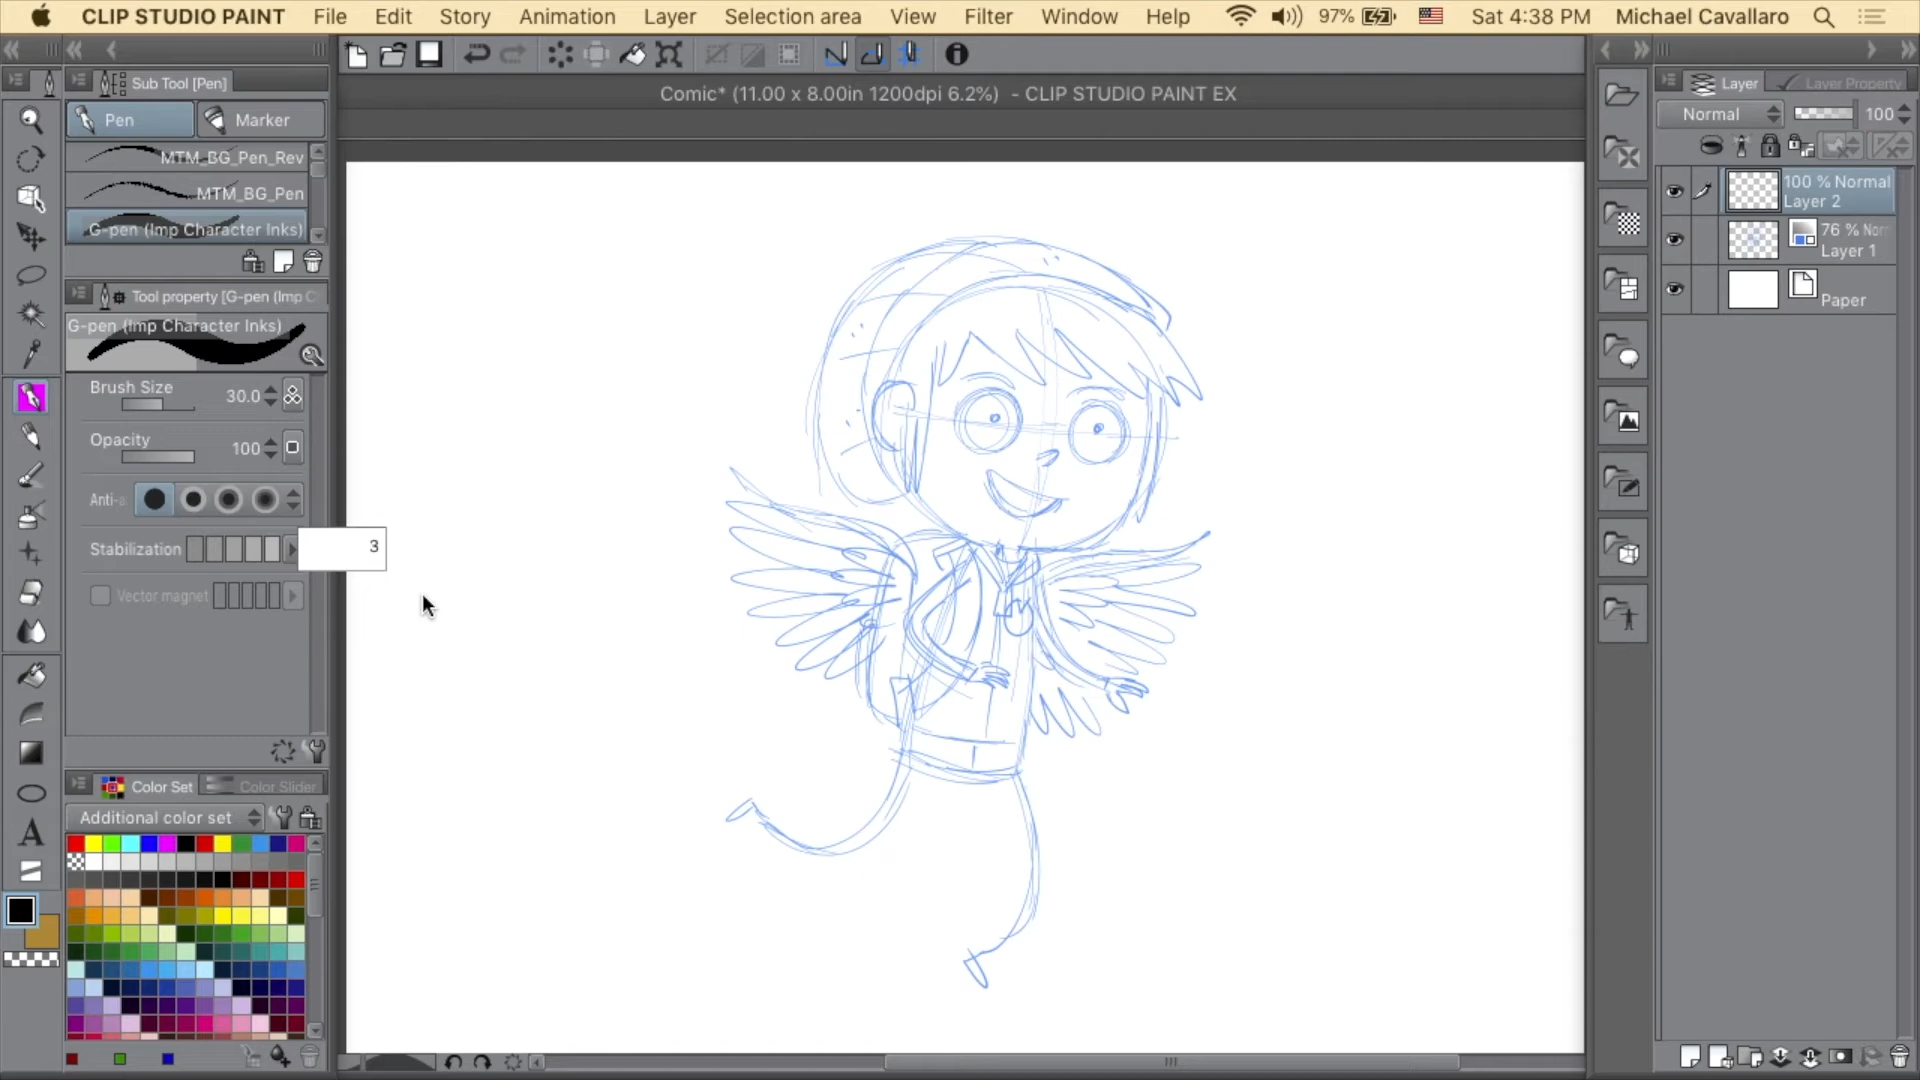 CLIP STUDIO PAINT File Edit Story Animation Layer Selection area View Filter Window Help 97% Sat 4:38 PM Michael Cavallaro
Sub Tool [Pen]
Pen Marker
MTM_BG_Pen_Rev
MTM_BG_Pen
G-pen (Imp Character Inks)
Tool property [G-pen (Imp C
G-pen (Imp Character Inks)
Brush Size 30.0
Opacity 100
Anti-a
Stabilization 3
Vector magnet
Color Set Color Slider
Additional color set
A
Comic* (11.00 x 8.00in 1200dpi 6.2%) - CLIP STUDIO PAINT EX
Layer Layer Property
Normal 100
100 % Normal
Layer 2
76 % Nor
Layer 1
Paper